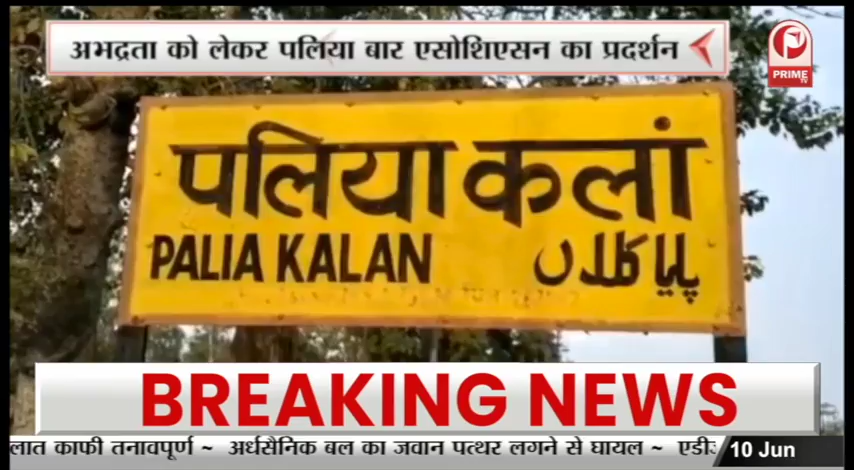 अभद्रता को लेकर पलिया बार एसोशिएसन का प्रदर्शन
PRIME TV
पलिया कलां
PALIA KALAN پلیا کلاں
BREAKING NEWS
लात काफी तनावपूर्ण ~ अर्धसैनिक बल का जवान पत्थर लगने से घायल ~ एडी
10 Jun